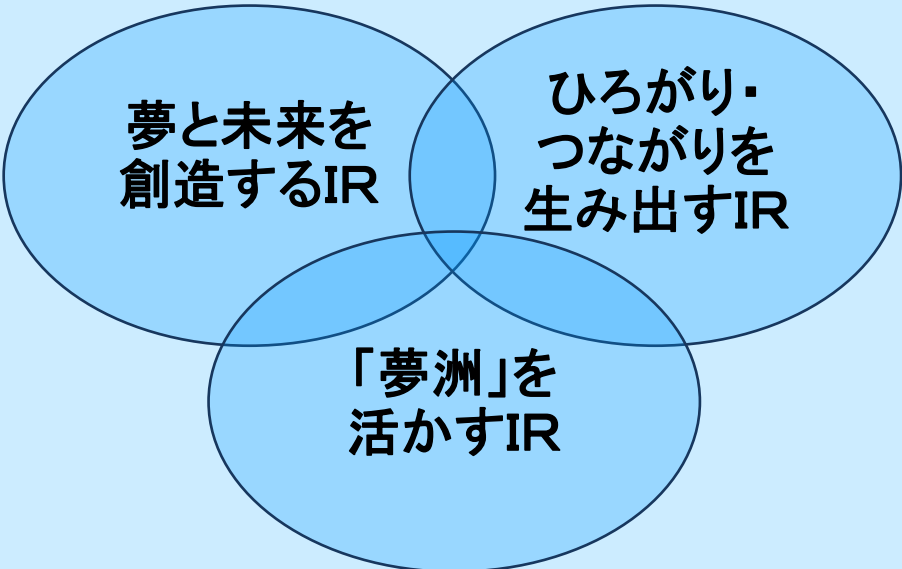 夢と未来を
創造するIR
ひろがり・
つながりを
生み出すIR
「夢洲」を
活かすIR